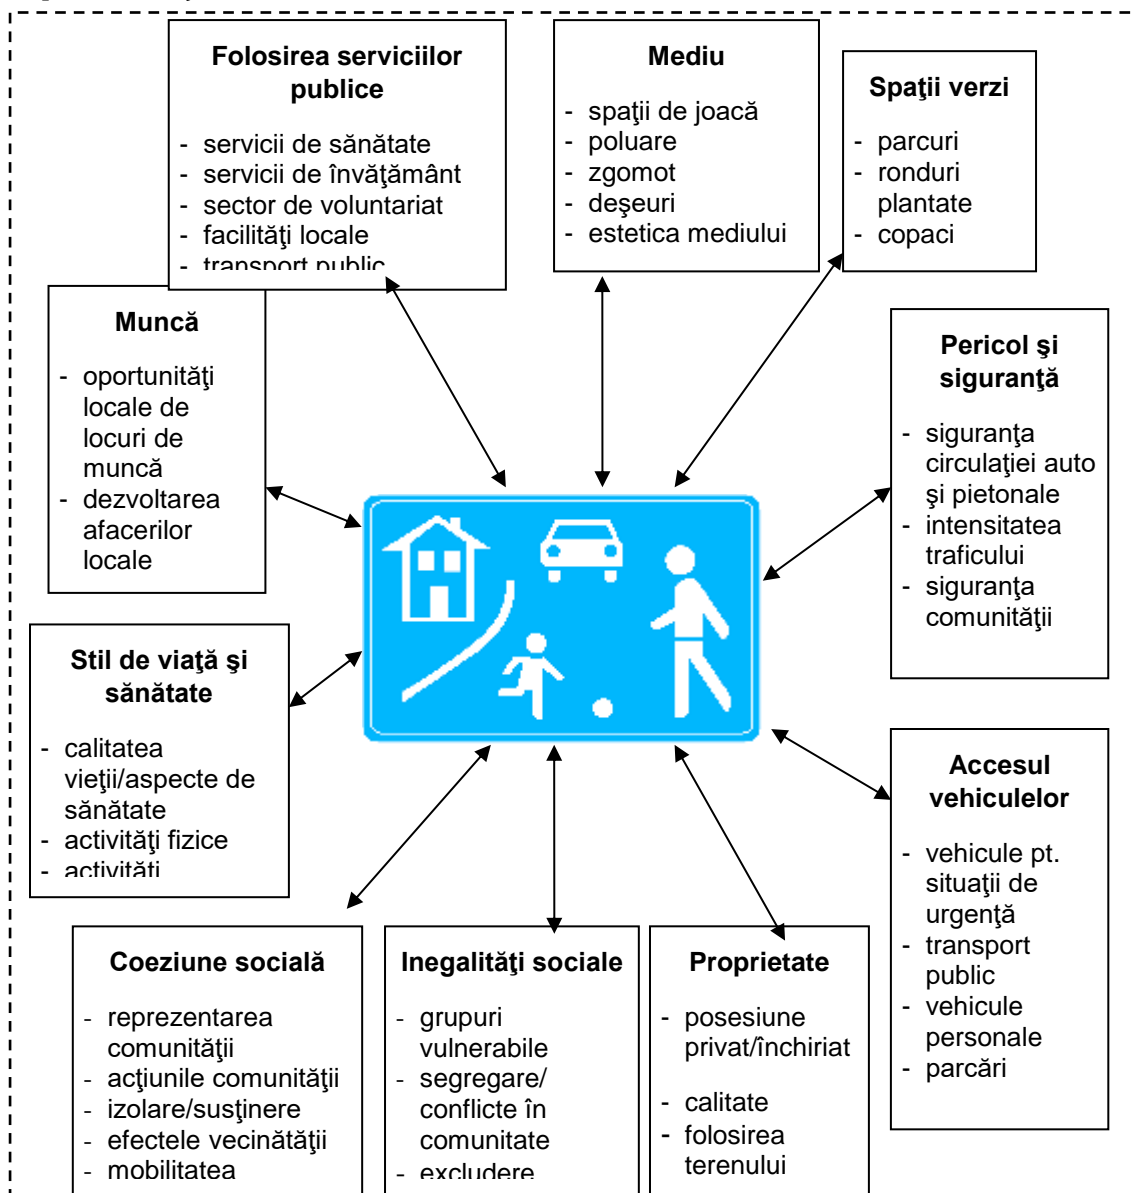 Folosirea serviciilor
publice
- servicii de sănătate
- servicii de învăţământ
- sector de voluntariat
- facilităţi locale
- transport public
Mediu
- spaţii de joacă
- poluare
- zgomot
- deşeuri
- estetica mediului
Spaţii verzi
- parcuri
- ronduri
plantate
- copaci
Muncă
- oportunităţi
locale de
locuri de
muncă
- dezvoltarea
afacerilor
locale
Pericol şi
siguranţă
- siguranţa
circulaţiei auto
şi pietonale
- intensitatea
traficului
- siguranţa
comunităţii
Stil de viaţă şi
sănătate
- calitatea
vieţii/aspecte de
sănătate
- activităţi fizice
- activităţi
Accesul
vehiculelor
- vehicule pt.
situaţii de
urgenţă
- transport
public
- vehicule
personale
- parcări
Coeziune socială
- reprezentarea
comunităţii
- acţiunile comunităţii
- izolare/susţinere
- efectele vecinătăţii
- mobilitatea
Inegalităţi sociale
- grupuri
vulnerabile
- segregare/
conflicte în
comunitate
- excludere
Proprietate
- posesiune
privat/închiriat
- calitate
- folosirea
terenului